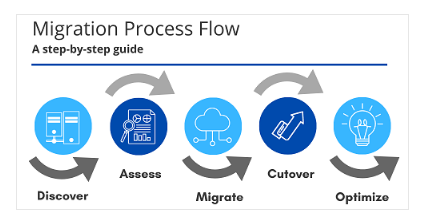 Migration Process Flow
A step-by-step guide
Discover
Assess
Migrate
Cutover
Optimize